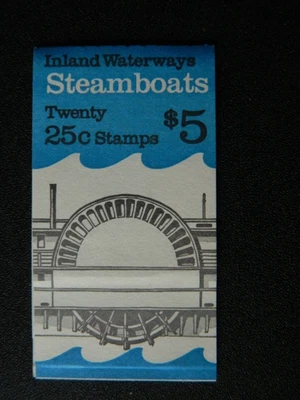 Inland Waterways
Steamboats
Twenty
25c Stamps $5